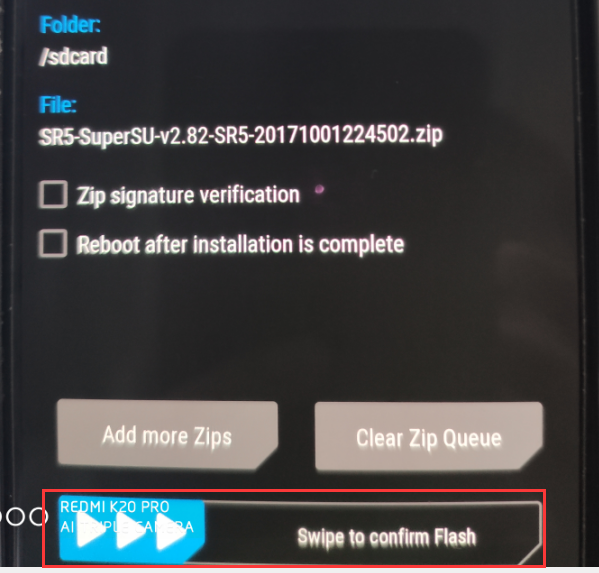 Folder:
/sdcard
File:
SR5-SuperSU-v2.82-SR5-20171001224502.zip
Zip signature verification
Reboot after installation is complete
Add more Zips
Clear Zip Queue
REDMI K20 PRO
AI TRIPLE CAMERA
Swipe to confirm Flash